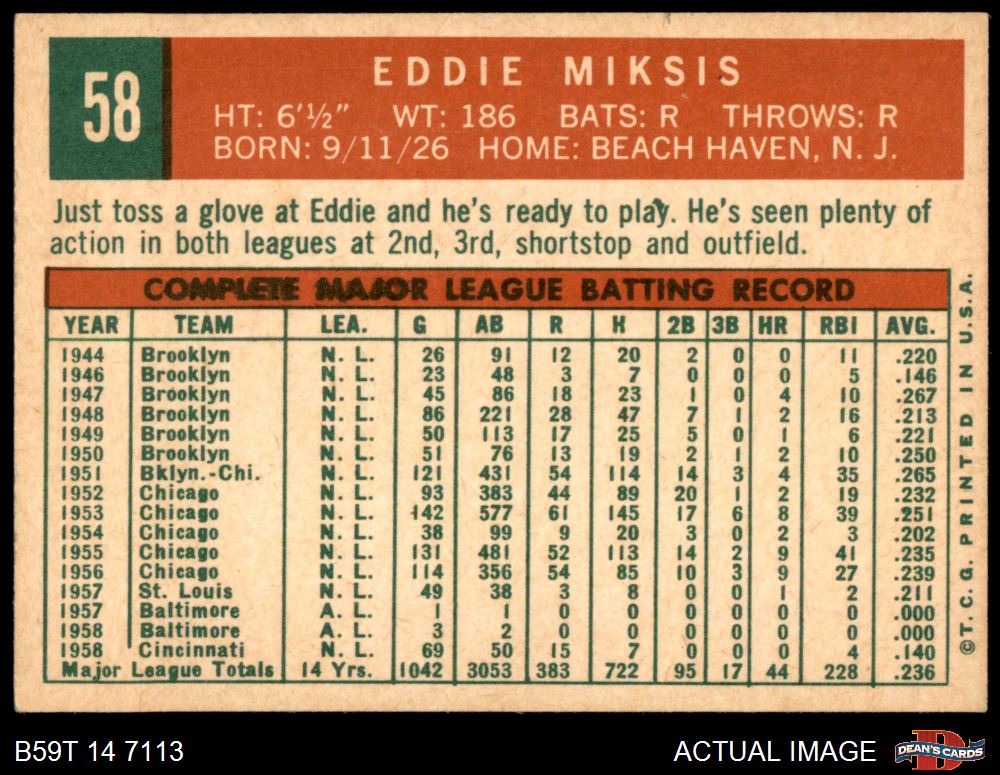 58
EDDIE MIKSIS
HT: 6'½" WT: 186 BATS: R THROWS: R
BORN: 9/11/26 HOME: BEACH HAVEN, N. J.
Just toss a glove at Eddie and he's ready to play. He's seen plenty of
action in both leagues at 2nd, 3rd, shortstop and outfield.
COMPLETE MAJOR LEAGUE BATTING RECORD
YEAR TEAM LEA. G AB R H 2B 3B HR RBI AVG.
1944 Brooklyn N. L. 26 91 12 20 2 0 0 11 .220
1946 Brooklyn N. L. 23 48 3 7 0 0 0 5 .146
1947 Brooklyn N. L. 45 86 18 23 1 0 4 10 .267
1948 Brooklyn N. L. 86 221 28 47 7 1 2 16 .213
1949 Brooklyn N. L. 50 113 17 25 5 0 1 6 .221
1950 Brooklyn N. L. 51 76 13 19 2 1 2 10 .250
1951 Bklyn.-Chi. N. L. 121 431 54 114 14 3 4 35 .265
1952 Chicago N. L. 93 383 44 89 20 1 2 19 .232
1953 Chicago N. L. 142 577 61 145 17 6 8 39 .251
1954 Chicago N. L. 38 99 9 20 3 0 2 3 .202
1955 Chicago N. L. 131 481 52 113 14 2 9 41 .235
1956 Chicago N. L. 114 356 54 85 10 3 9 27 .239
1957 St. Louis N. L. 49 38 3 8 0 0 1 2 .211
1957 Baltimore A. L. 1 1 0 0 0 0 0 0 .000
1958 Baltimore A. L. 3 2 0 0 0 0 0 0 .000
1958 Cincinnati N. L. 69 50 15 7 0 0 0 4 .140
Major League Totals 14 Yrs. 1042 3053 383 722 95 17 44 228 .236
©T.C.G. PRINTED IN U.S.A.
B59T 14 7113
ACTUAL IMAGE
DEAN'S CARDS